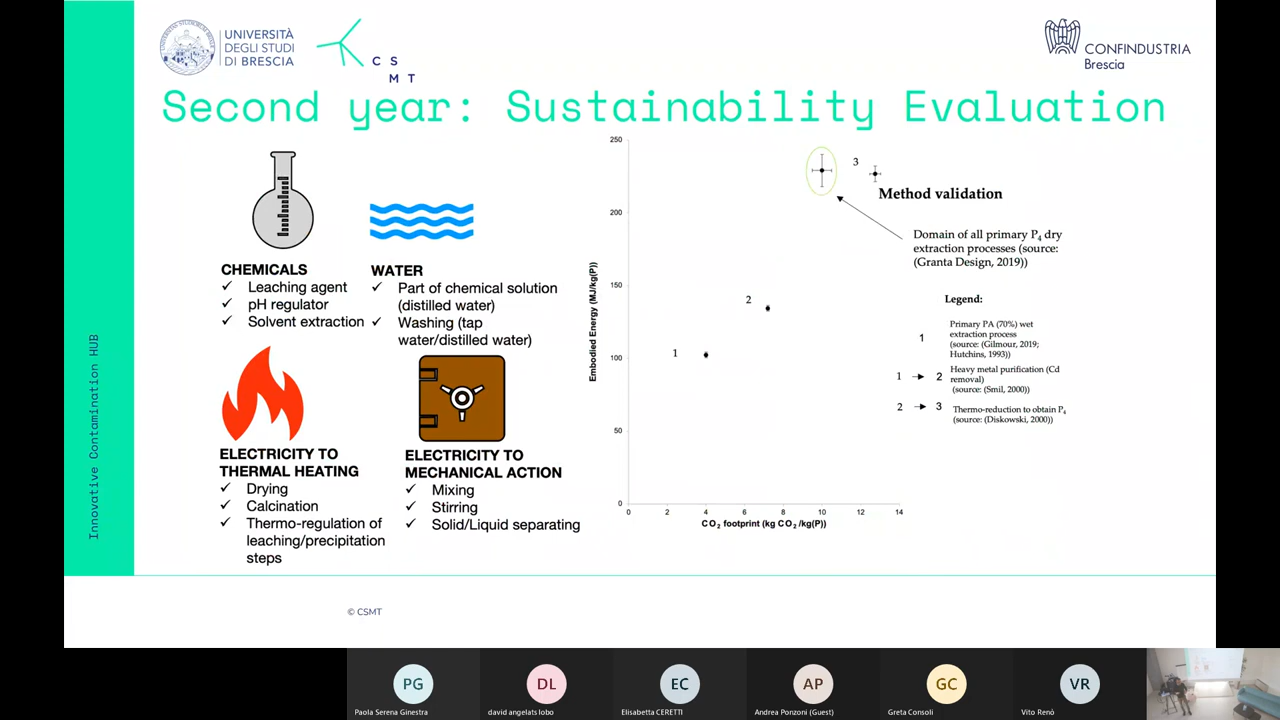 UNIVERSITÀ
DEGLI STUDI
DI BRESCIA
C S
M T
CONFINDUSTRIA
Brescia
Second year: Sustainability Evaluation
Innovative Contamination HUB
CHEMICALS
✓ Leaching agent
✓ pH regulator
✓ Solvent extraction
WATER
✓ Part of chemical solution
(distilled water)
✓ Washing (tap
water/distilled water)
ELECTRICITY TO
THERMAL HEATING
✓ Drying
✓ Calcination
✓ Thermo-regulation of
leaching/precipitation
steps
ELECTRICITY TO
MECHANICAL ACTION
✓ Mixing
✓ Stirring
✓ Solid/Liquid separating
Embodied Energy (MJ/kg(P))
250
200
150
100
50
0
0 2 4 6 8 10 12 14
CO₂ footprint (kg CO₂ /kg(P))
1
2
3
Method validation
Domain of all primary P₄ dry
extraction processes (source:
(Granta Design, 2019))
Legend:
1 Primary PA (70%) wet
extraction process
(source: (Gilmour, 2019;
Hutchins, 1993))
1 → 2 Heavy metal purification (Cd
removal)
(source: (Smil, 2000))
2 → 3 Thermo-reduction to obtain P₄
(source: (Diskowski, 2000))
© CSMT
PG
DL
EC
AP
GC
VR
Paola Serena Ginestra
david angelats lobo
Elisabetta CERETTI
Andrea Ponzoni (Guest)
Greta Consoli
Vito Renò